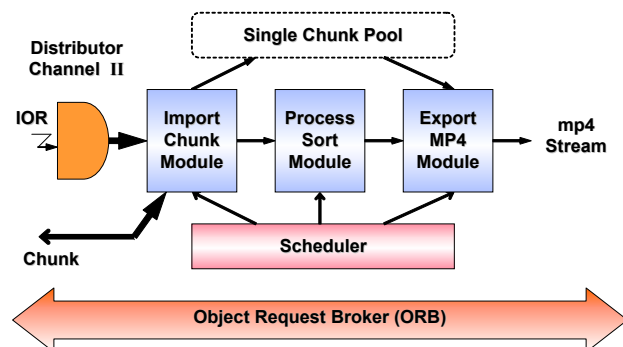 Single Chunk Pool
Distributor
Channel II
IOR
Import
Chunk
Module
Process
Sort
Module
Export
MP4
Module
mp4
Stream
Scheduler
Chunk
Object Request Broker (ORB)